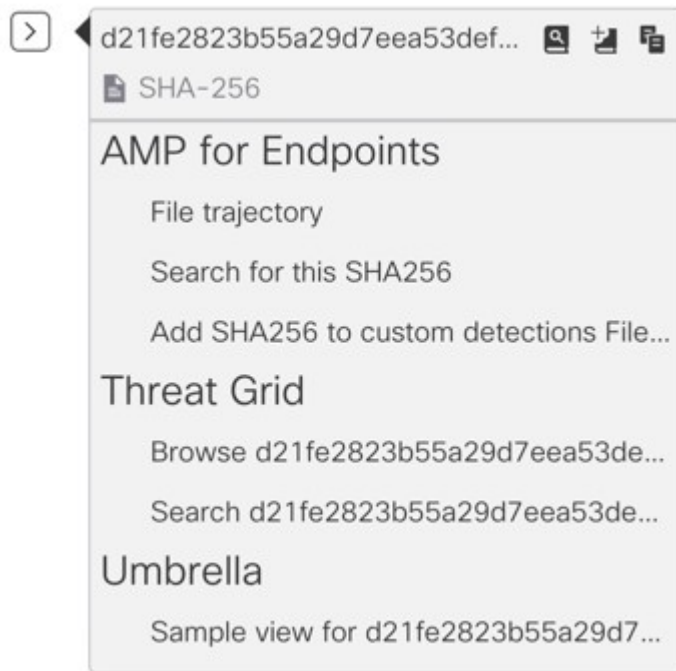 d21fe2823b55a29d7eea53def...
SHA-256
AMP for Endpoints
File trajectory
Search for this SHA256
Add SHA256 to custom detections File...
Threat Grid
Browse d21fe2823b55a29d7eea53de...
Search d21fe2823b55a29d7eea53de...
Umbrella
Sample view for d21fe2823b55a29d7...